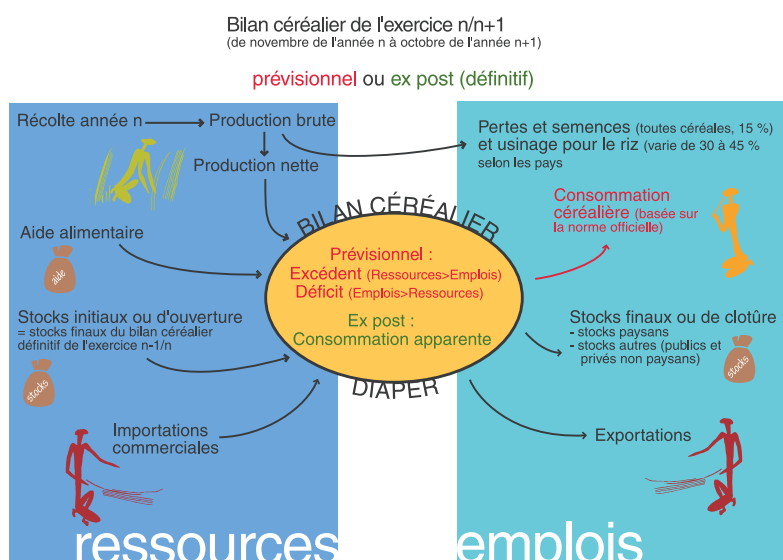 Bilan céréalier de l'exercice n/n+1
(de novembre de l'année n à octobre de l'année n+1)
prévisionnel ou ex post (définitif)
Récolte année n
Production brute
Production nette
Aide alimentaire
aide
Stocks initiaux ou d'ouverture
= stocks finaux du bilan céréalier
définitif de l'exercice n-1/n
stocks
Importations
commerciales
ressources
BILAN CÉRÉALIER
Prévisionnel :
Excédent (Ressources>Emplois)
Déficit (Emplois>Ressources)
Ex post :
Consommation apparente
DIAPER
Pertes et semences (toutes céréales, 15 %)
et usinage pour le riz (varie de 30 à 45 %
selon les pays
Consommation
céréalière (basée sur
la norme officielle)
Stocks finaux ou de clotûre
- stocks paysans
- stocks autres (publics et
privés non paysans)
stocks
Exportations
emplois